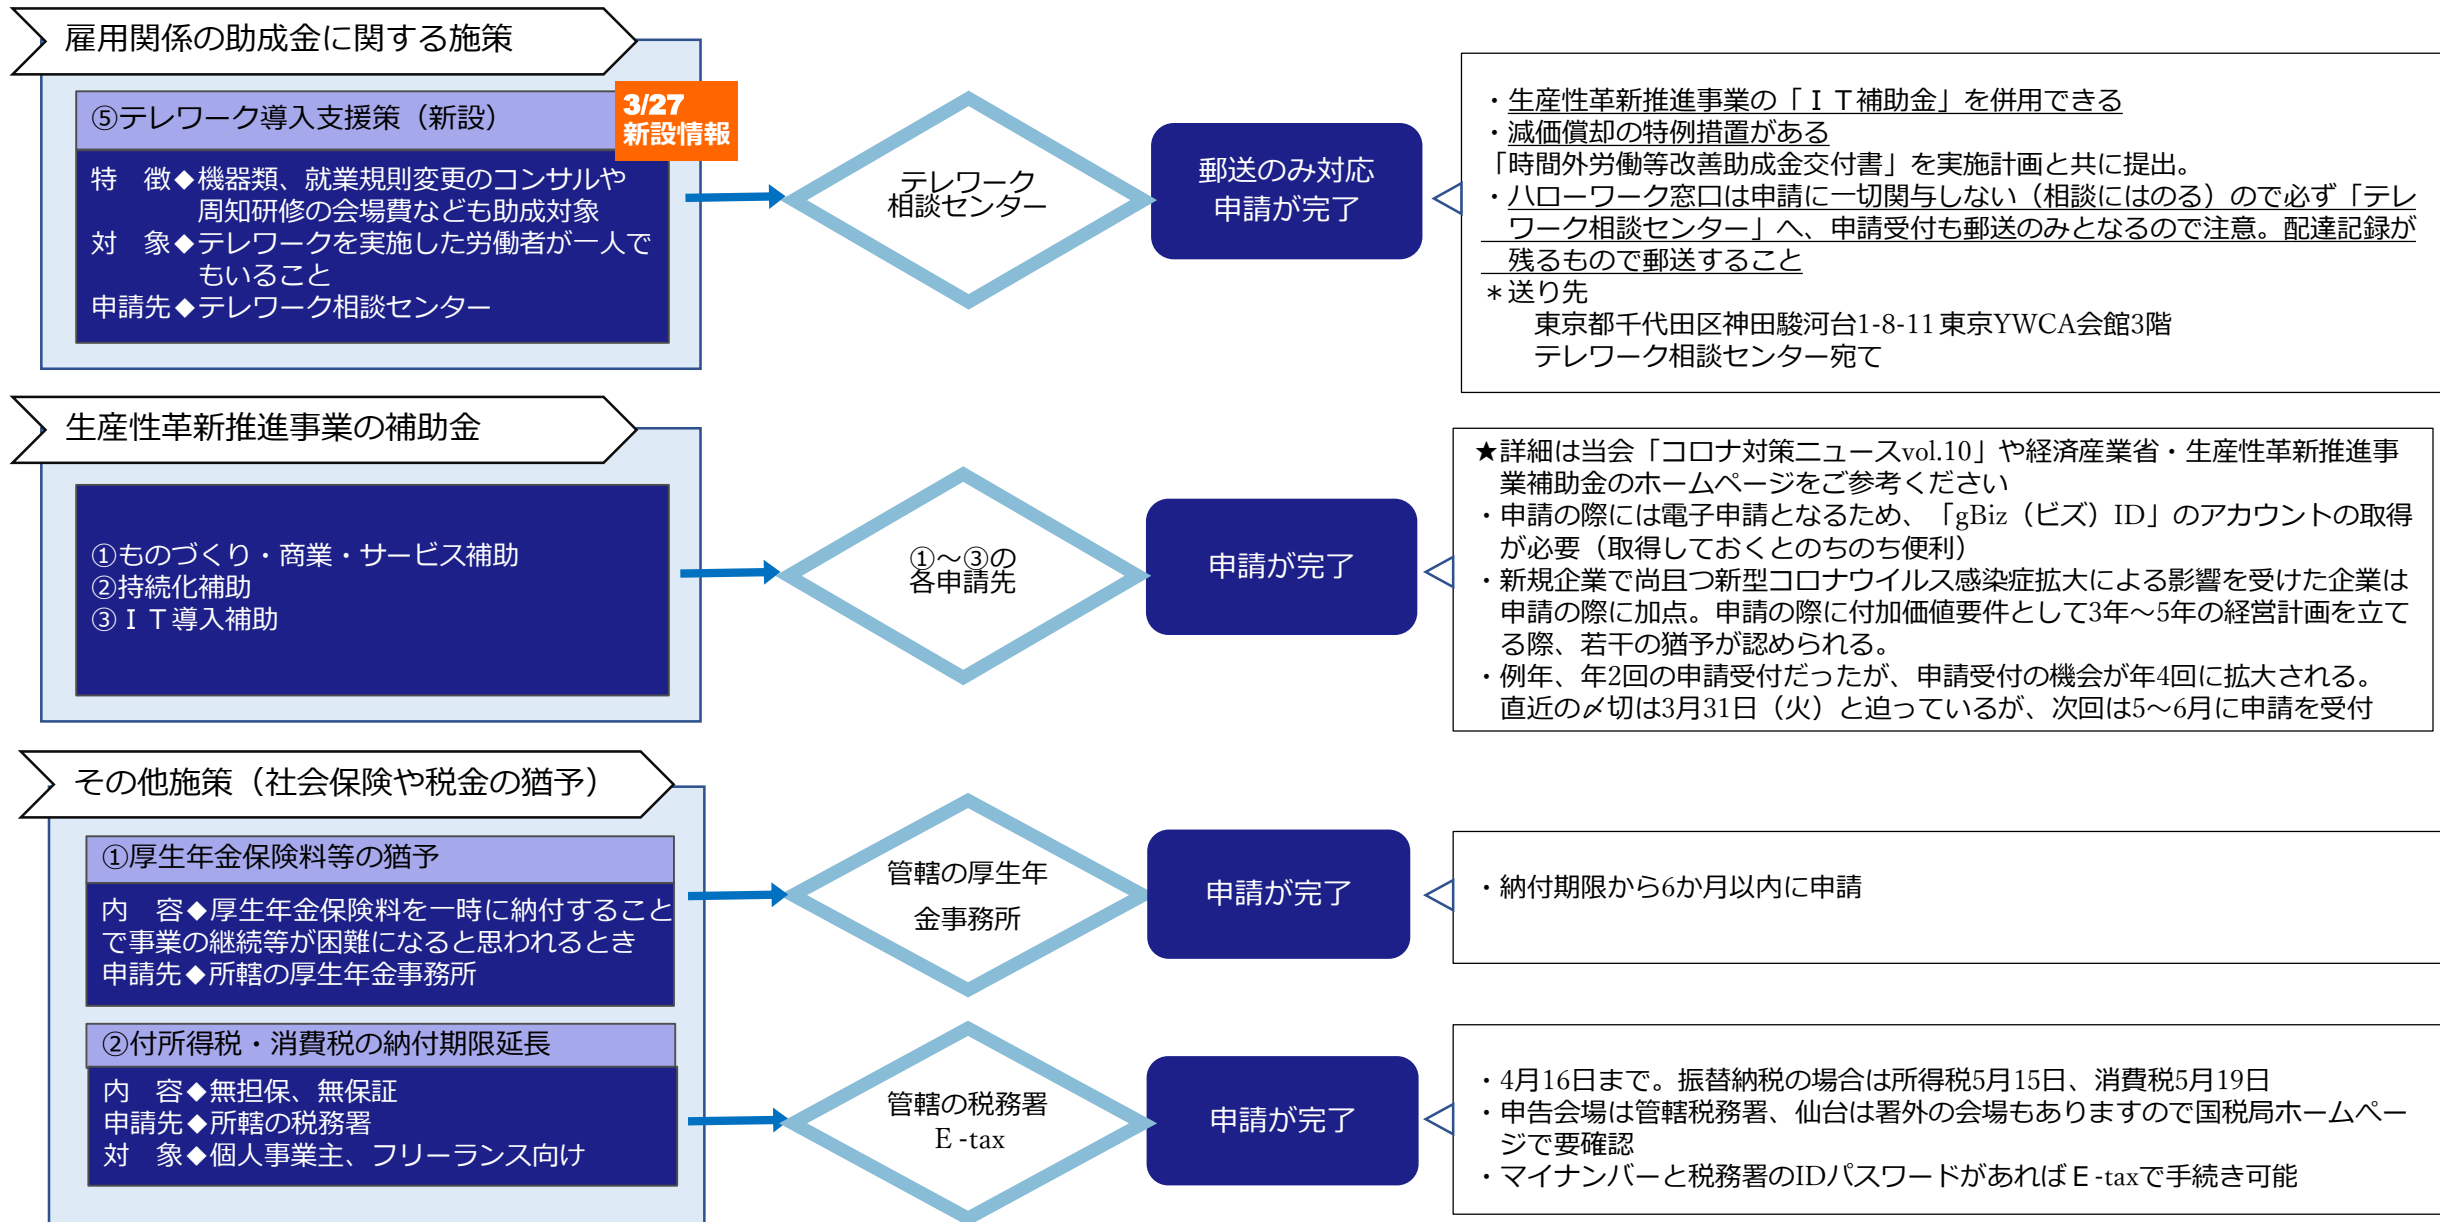 雇用関係の助成金に関する施策
⑤テレワーク導入支援策（新設）
3/27
新設情報
特　徴◆機器類、就業規則変更のコンサルや
周知研修の会場費なども助成対象
対　象◆テレワークを実施した労働者が一人で
もいること
申請先◆テレワーク相談センター
テレワーク
相談センター
郵送のみ対応
申請が完了
・生産性革新推進事業の「ＩＴ補助金」を併用できる
・減価償却の特例措置がある
「時間外労働等改善助成金交付書」を実施計画と共に提出。
・ハローワーク窓口は申請に一切関与しない（相談にはのる）ので必ず「テレ
ワーク相談センター」へ、申請受付も郵送のみとなるので注意。配達記録が
残るもので郵送すること
＊送り先
東京都千代田区神田駿河台1-8-11 東京YWCA会館3階
テレワーク相談センター宛て
生産性革新推進事業の補助金
①ものづくり・商業・サービス補助
②持続化補助
③ＩＴ導入補助
①～③の
各申請先
申請が完了
★詳細は当会「コロナ対策ニュースvol.10」や経済産業省・生産性革新推進事
業補助金のホームページをご参考ください
・申請の際には電子申請となるため、「gBiz（ビズ）ID」のアカウントの取得
が必要（取得しておくとのちのち便利）
・新規企業で尚且つ新型コロナウイルス感染症拡大による影響を受けた企業は
申請の際に加点。申請の際に付加価値要件として3年～5年の経営計画を立て
る際、若干の猶予が認められる。
・例年、年2回の申請受付だったが、申請受付の機会が年4回に拡大される。
直近の〆切は3月31日（火）と迫っているが、次回は5～6月に申請を受付
その他施策（社会保険や税金の猶予）
①厚生年金保険料等の猶予
内　容◆厚生年金保険料を一時に納付すること
で事業の継続等が困難になると思われるとき
申請先◆所轄の厚生年金事務所
管轄の厚生年
金事務所
申請が完了
・納付期限から6か月以内に申請
②付所得税・消費税の納付期限延長
内　容◆無担保、無保証
申請先◆所轄の税務署
対　象◆個人事業主、フリーランス向け
管轄の税務署
E -tax
申請が完了
・4月16日まで。振替納税の場合は所得税5月15日、消費税5月19日
・申告会場は管轄税務署、仙台は署外の会場もありますので国税局ホームペー
ジで要確認
・マイナンバーと税務署のIDパスワードがあればＥ-taxで手続き可能